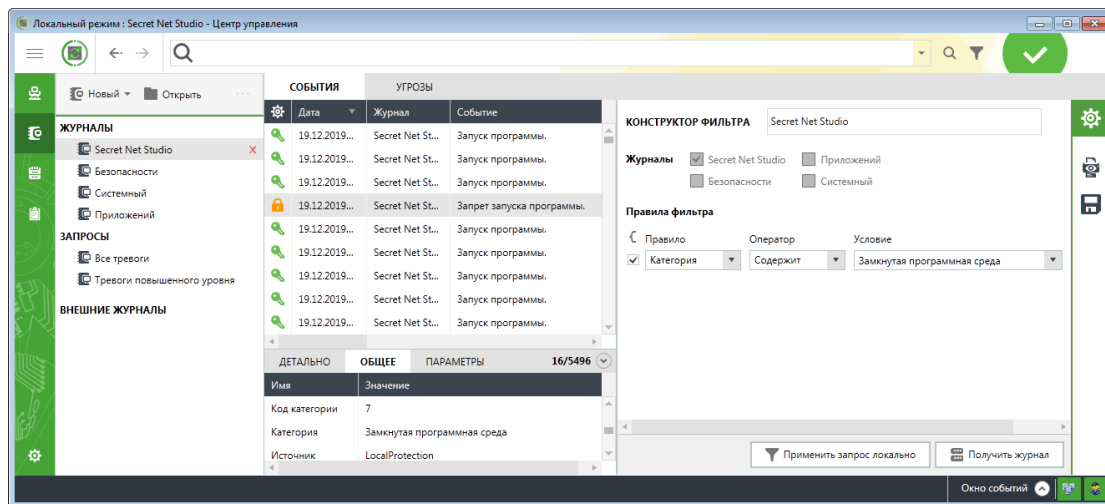 Локальный режим : Secret Net Studio - Центр управления
Новый
Открыть
ЖУРНАЛЫ
Secret Net Studio
Безопасности
Системный
Приложений
ЗАПРОСЫ
Все тревоги
Тревоги повышенного уровня
ВНЕШНИЕ ЖУРНАЛЫ
СОБЫТИЯ УГРОЗЫ
Дата Журнал Событие
19.12.2019... Secret Net St... Запуск программы.
19.12.2019... Secret Net St... Запуск программы.
19.12.2019... Secret Net St... Запуск программы.
19.12.2019... Secret Net St... Запрет запуска программы.
19.12.2019... Secret Net St... Запуск программы.
19.12.2019... Secret Net St... Запуск программы.
19.12.2019... Secret Net St... Запуск программы.
19.12.2019... Secret Net St... Запуск программы.
19.12.2019... Secret Net St... Запуск программы.
ДЕТАЛЬНО ОБЩЕЕ ПАРАМЕТРЫ 16/5496
Имя Значение
Код категории 7
Категория Замкнутая программная среда
Источник LocalProtection
КОНСТРУКТОР ФИЛЬТРА Secret Net Studio
Журналы Secret Net Studio Приложений
Безопасности Системный
Правила фильтра
Правило Оператор Условие
Категория Содержит Замкнутая программная среда
Применить запрос локально Получить журнал
Окно событий